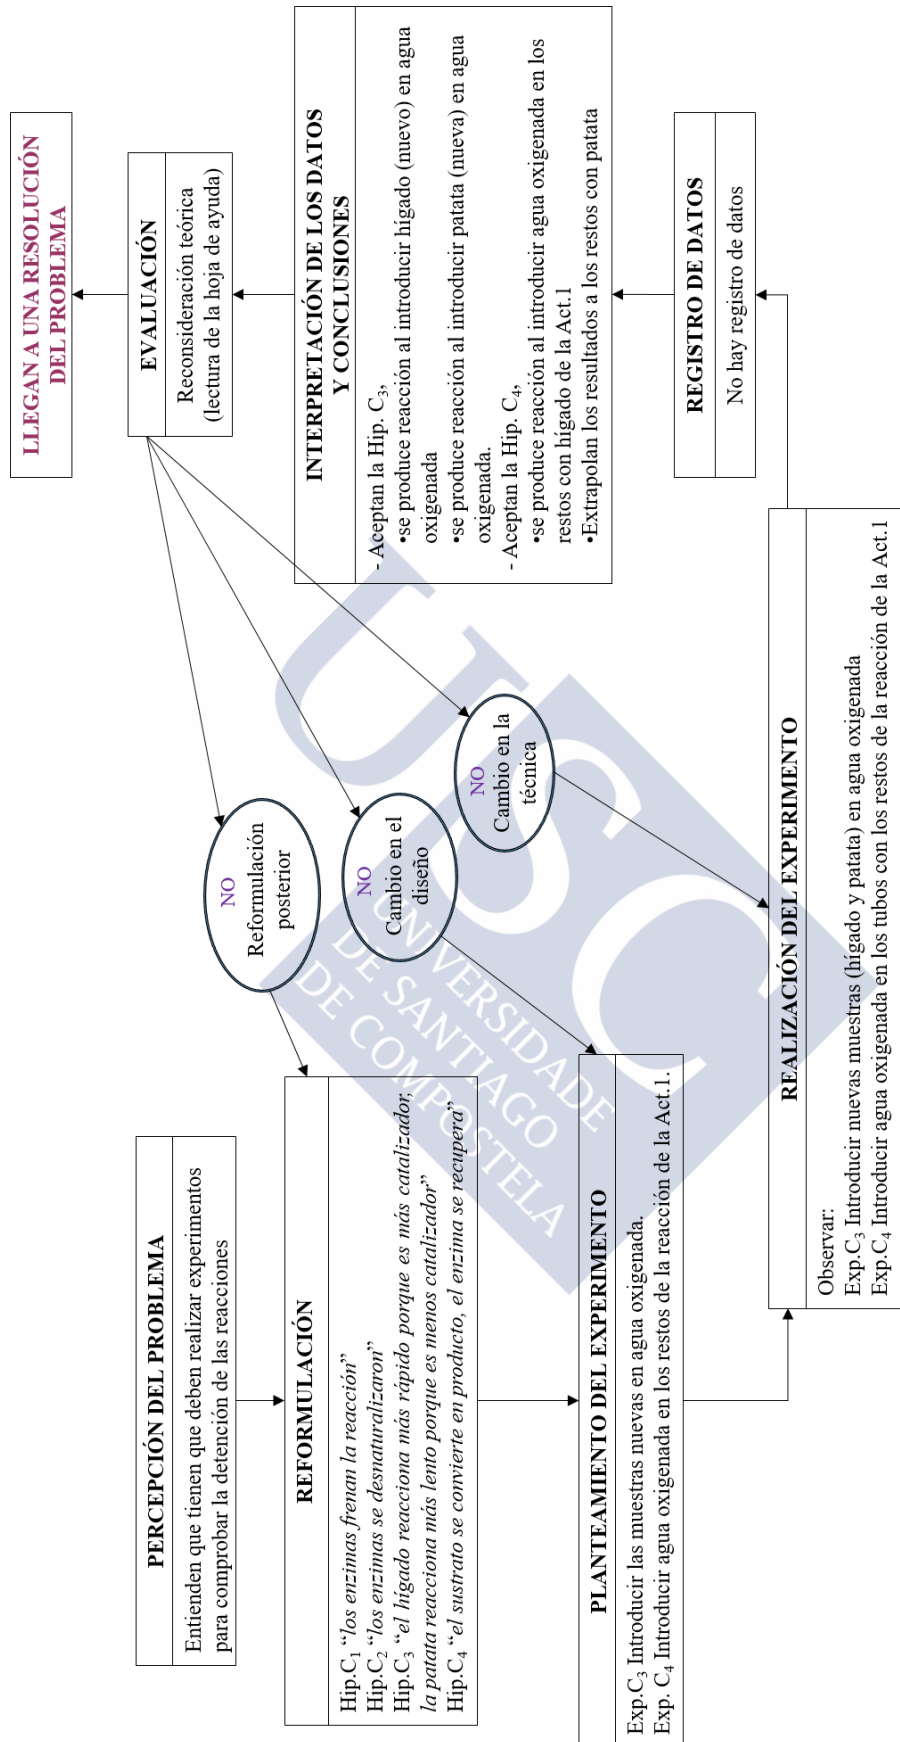 PERCEPCIÓN DEL PROBLEMA
Entienden que tienen que deben realizar experimentos
para comprobar la detención de las reacciones
REFORMULACIÓN
Hip.C1 “los enzimas frenan la reacción”
Hip.C2 “los enzimas se desnaturalizaron”
Hip.C3 “el hígado reacciona más rápido porque es más catalizador,
la patata reacciona más lento porque es menos catalizador”
Hip.C4 “el sustrato se convierte en producto, el enzima se recupera”
PLANTEAMIENTO DEL EXPERIMENTO
Exp.C3 Introducir las muestras nuevas en agua oxigenada.
Exp. C4 Introducir agua oxigenada en los restos de la reacción de la Act.1.
REALIZACIÓN DEL EXPERIMENTO
Observar:
Exp.C3 Introducir nuevas muestras (hígado y patata) en agua oxigenada
Exp.C4 Introducir agua oxigenada en los tubos con los restos de la reacción de la Act.1
REGISTRO DE DATOS
No hay registro de datos
INTERPRETACIÓN DE LOS DATOS
Y CONCLUSIONES
- Aceptan la Hip. C3,
•se produce reacción al introducir hígado (nuevo) en agua
oxigenada
•se produce reacción al introducir patata (nueva) en agua
oxigenada.
- Aceptan la Hip. C4,
•se produce reacción al introducir agua oxigenada en los
restos con hígado de la Act.1
•Extrapolan los resultados a los restos con patata
EVALUACIÓN
Reconsideración teórica
(lectura de la hoja de ayuda)
LLEGAN A UNA RESOLUCIÓN
DEL PROBLEMA
NO
Reformulación
posterior
NO
Cambio en el
diseño
NO
Cambio en la
técnica
USC
UNIVERSIDADE
DE SANTIAGO
DE COMPOSTELA